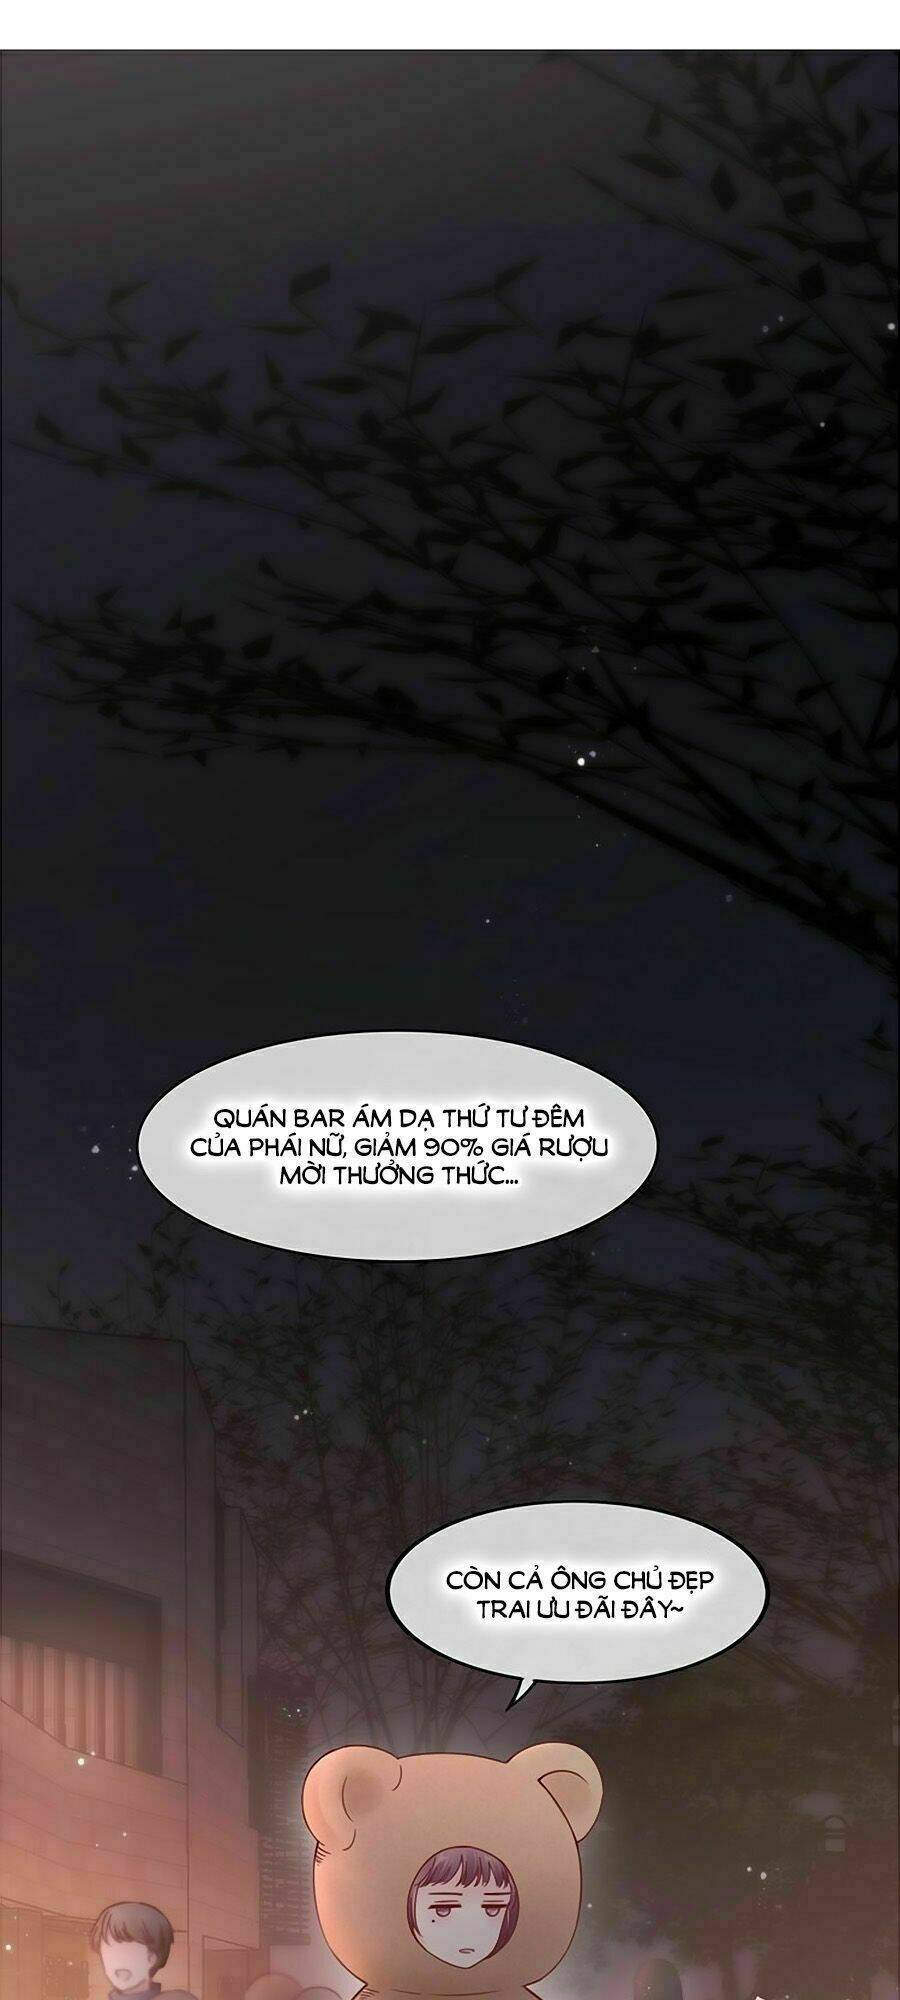 QUÁN BAR ÁM DẠ THỨ TƯ ĐÊM
CỦA PHÁI NỮ, GIẢM 90% GIÁ RƯỢU
MỜI THƯỞNG THỨC...
CÒN CẢ ÔNG CHỦ ĐẸP
TRAI ƯU ĐÃI ĐÂY~